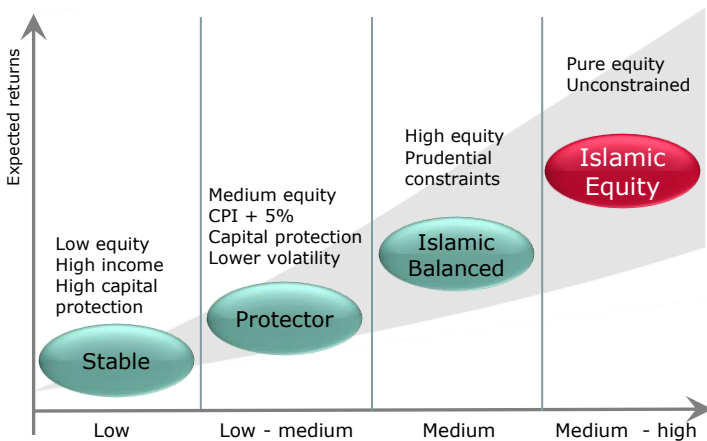 Expected returns
Pure equity
Unconstrained
Islamic
Equity
High equity
Prudential
constraints
Islamic
Balanced
Medium equity
CPI + 5%
Capital protection
Lower volatility
Protector
Low equity
High income
High capital
protection
Stable
Low
Low - medium
Medium
Medium - high